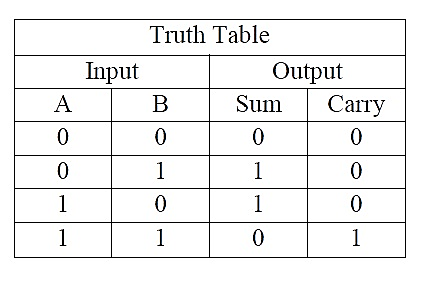 Truth Table
Input Output
A B Sum Carry
0 0 0 0
0 1 1 0
1 0 1 0
1 1 0 1